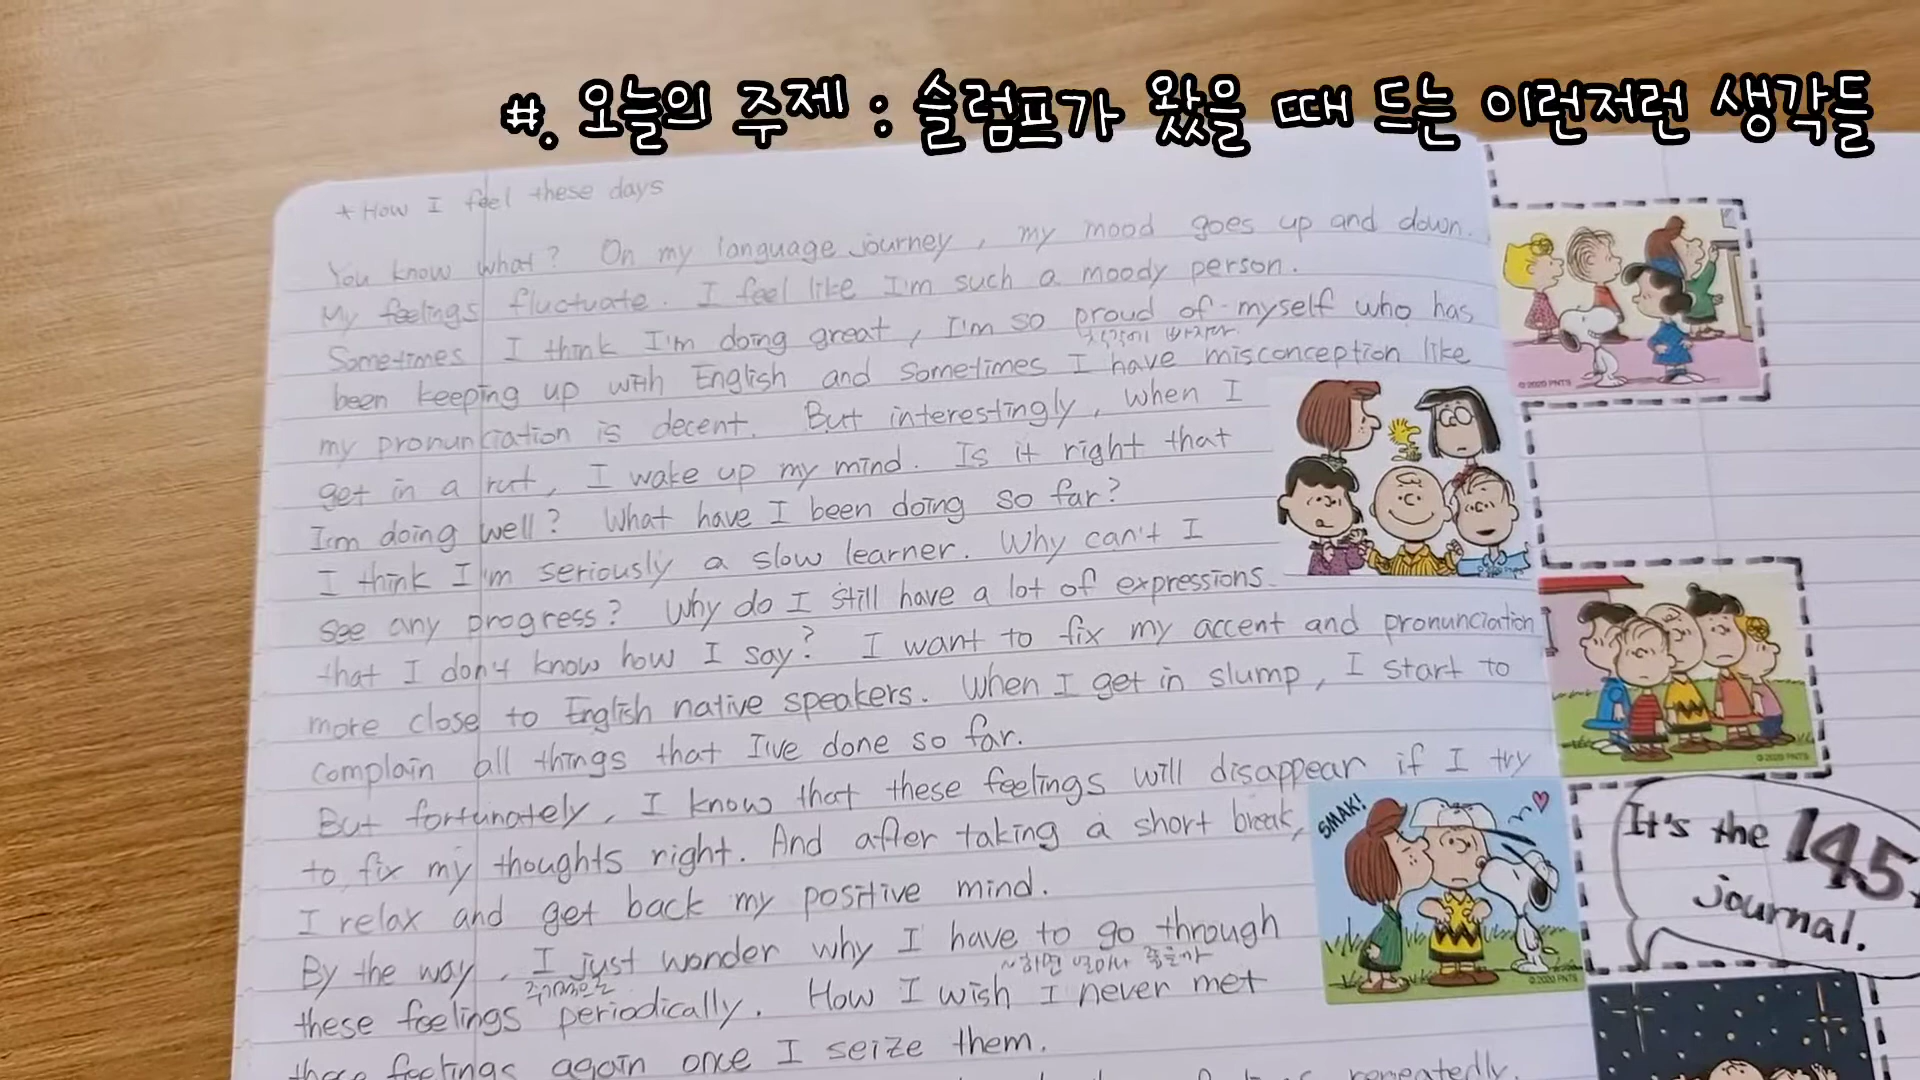 #. 오늘의 주제 : 슬럼프가 왔을 때 드는 이런저런 생각들
* How I feel these days
You know what? On my language journey, my mood goes up and down.
My feelings fluctuate. I feel like I'm such a moody person.
Sometimes I think I'm doing great, I'm so proud of myself who has
착각에 빠지다
been keeping up with English and sometimes I have misconception like
my pronunciation is decent. But interestingly, when I
get in a rut, I wake up my mind. Is it right that
I'm doing well? What have I been doing so far?
I think I'm seriously a slow learner. Why can't I
see any progress? Why do I still have a lot of expressions
that I don't know how I say? I want to fix my accent and pronunciation
more close to English native speakers. When I get in slump, I start to
complain all things that I've done so far.
But fortunately, I know that these feelings will disappear if I try
to fix my thoughts right. And after taking a short break,
I relax and get back my positive mind.
By the way, I just wonder why I have to go through
주기적으로
~하면 얼마나 좋을까
these feelings periodically. How I wish I never met
these feelings again once I seize them.
repeatedly.
SMAK!
It's the 145
journal.
©2020 PNTS
©2020 PNTS
©2020 PNTS